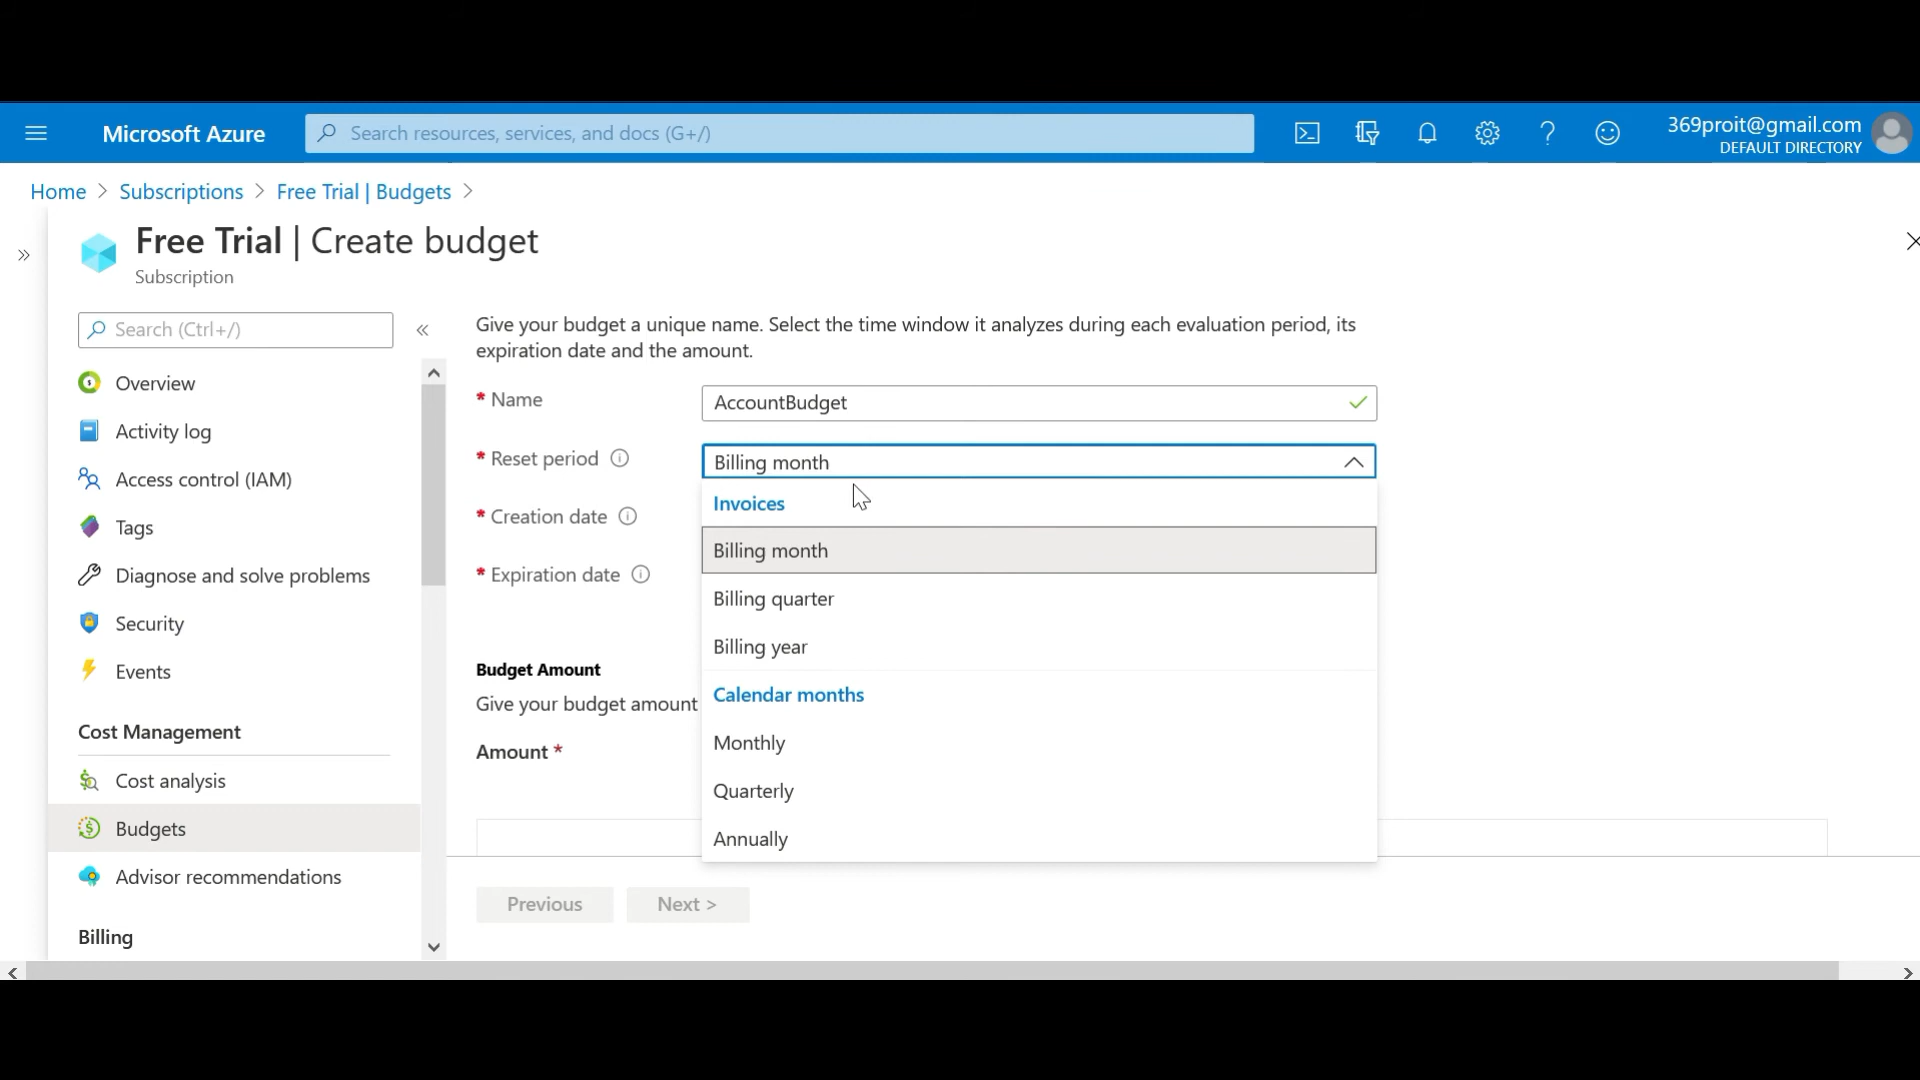 Microsoft Azure
Search resources, services, and docs (G+/)
369proit@gmail.com
DEFAULT DIRECTORY
Home > Subscriptions > Free Trial | Budgets >
Free Trial | Create budget
Subscription
Search (Ctrl+/)
Overview
Activity log
Access control (IAM)
Tags
Diagnose and solve problems
Security
Events
Cost Management
Cost analysis
Budgets
Advisor recommendations
Billing
Give your budget a unique name. Select the time window it analyzes during each evaluation period, its
expiration date and the amount.
* Name
AccountBudget
* Reset period
Billing month
Invoices
Billing month
Billing quarter
Billing year
Calendar months
Monthly
Quarterly
Annually
* Creation date
* Expiration date
Budget Amount
Give your budget amount
Amount *
Previous
Next >